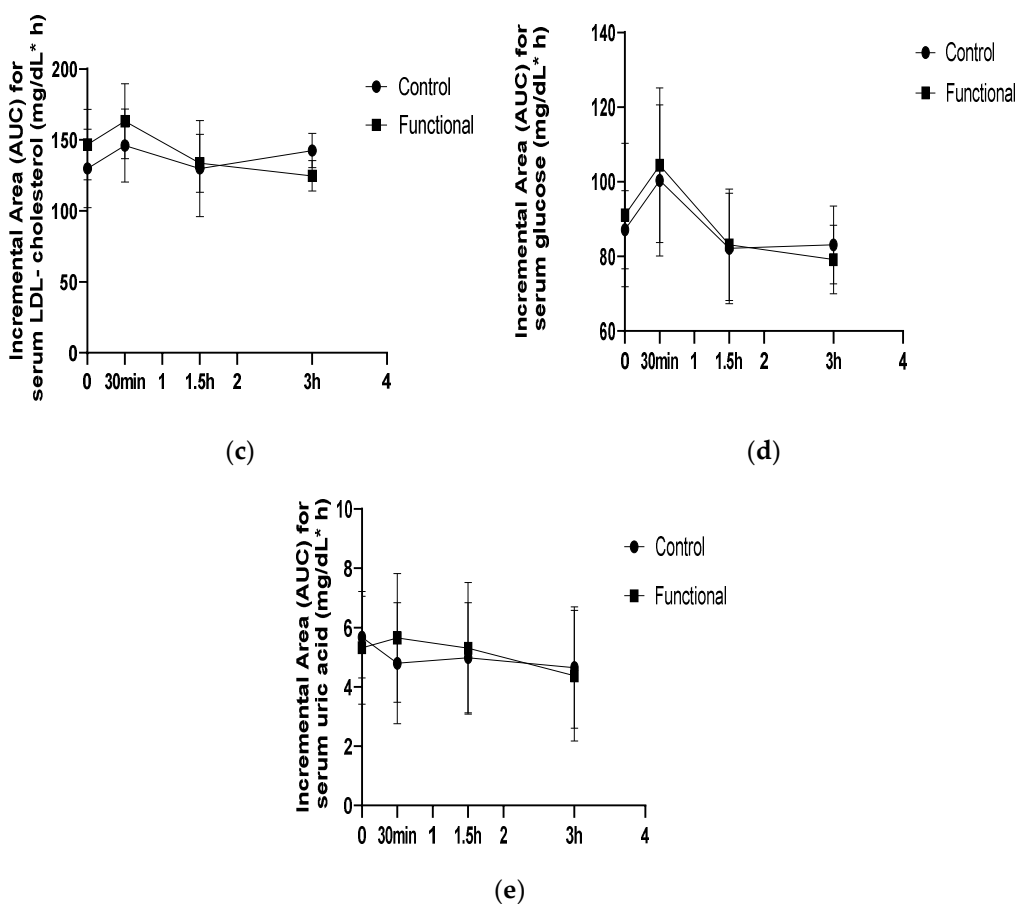 Incremental Area (AUC) for
serum LDL- cholesterol (mg/dL* h)
200
150
100
50
0
0 30min 1 1.5h 2 3h 4
Control
Functional
(c)
Incremental Area (AUC) for
serum glucose (mg/dL* h)
140
120
100
80
60
0 30min 1 1.5h 2 3h 4
Control
Functional
(d)
Incremental Area (AUC) for
serum uric acid (mg/dL* h)
10
8
6
4
2
0
0 30min 1 1.5h 2 3h 4
Control
Functional
(e)